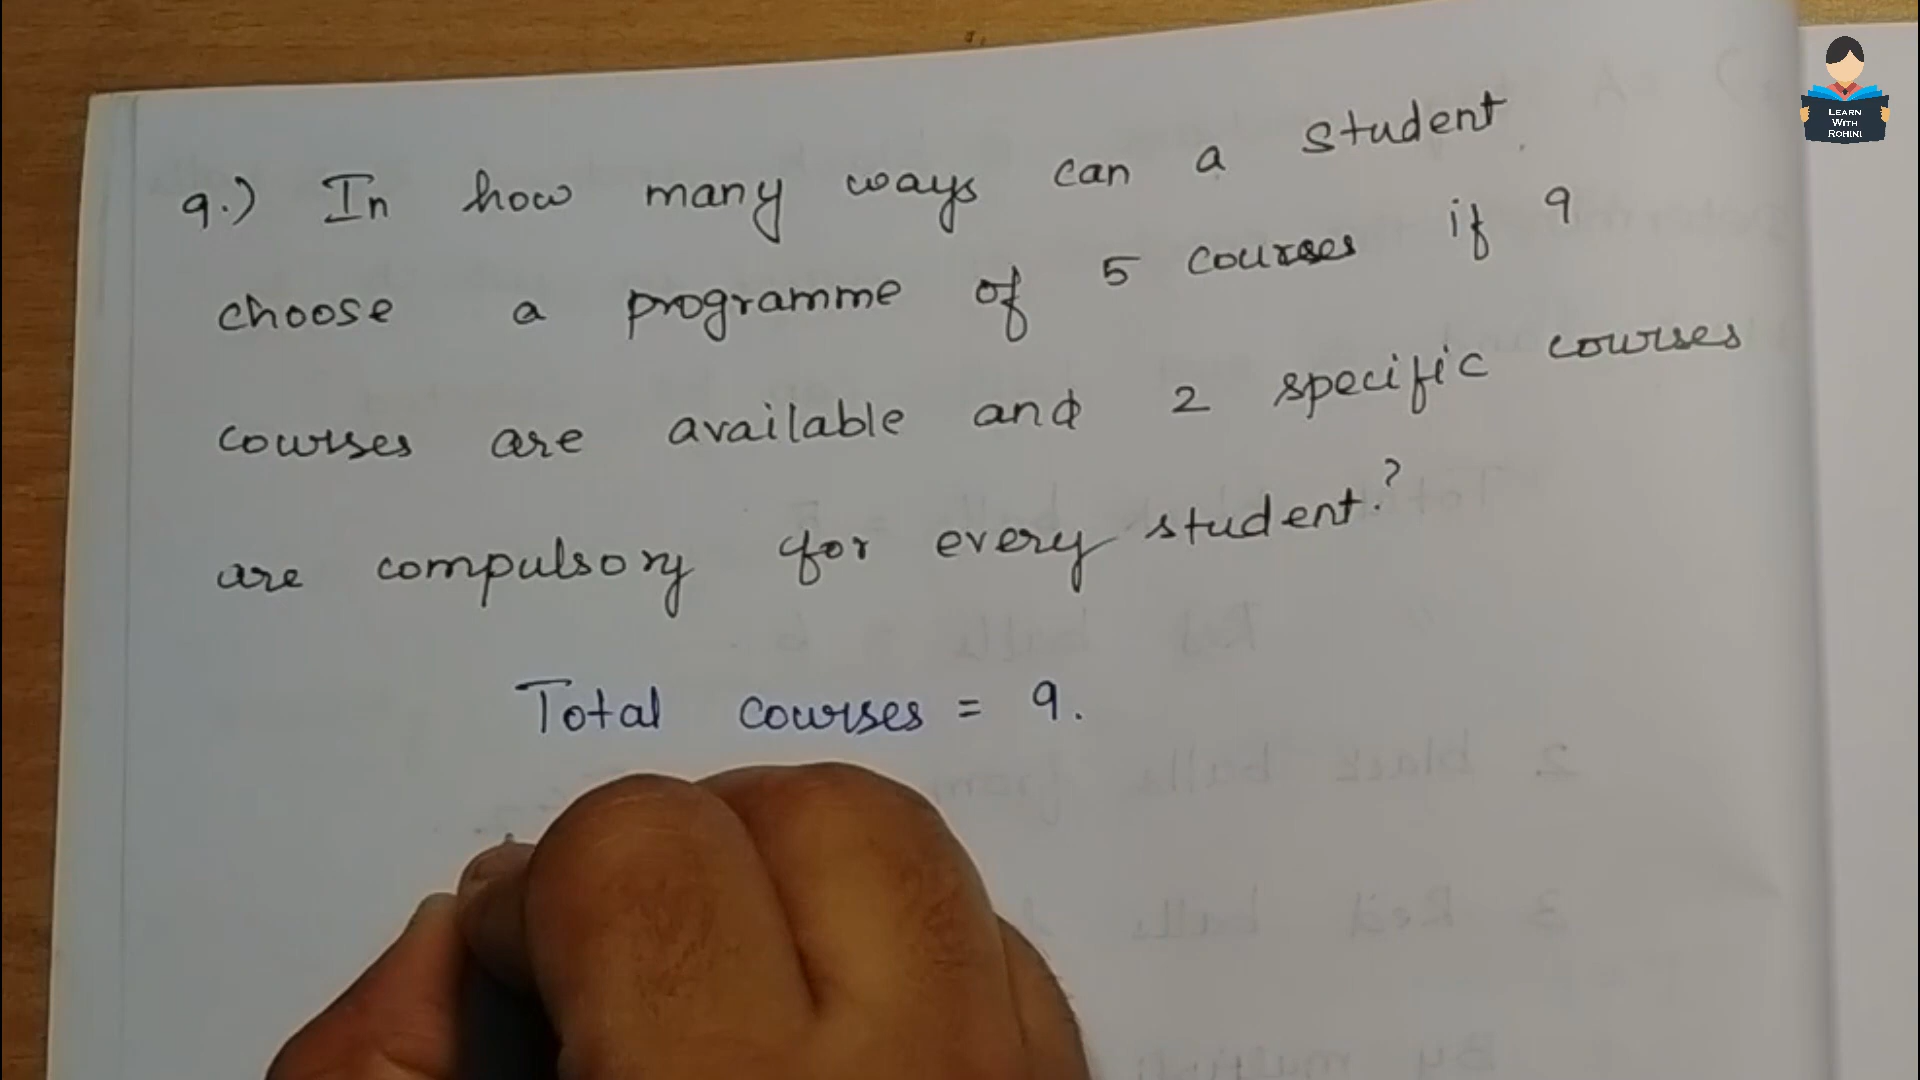 9.) In how many ways can a student
choose a programme of 5 courses if 9
courses are available and 2 specific courses
are compulsory for every student.?
Total courses = 9.
LEARN
WITH
ROHINI